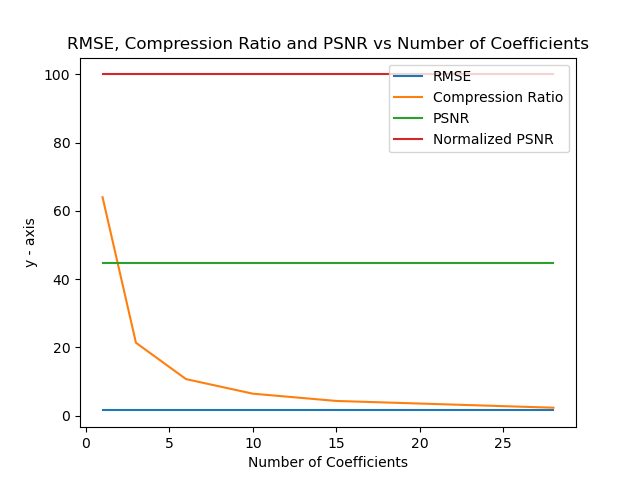 RMSE, Compression Ratio and PSNR vs Number of Coefficients
100
80
60
40
20
0
y - axis
RMSE
Compression Ratio
PSNR
Normalized PSNR
0 5 10 15 20 25
Number of Coefficients